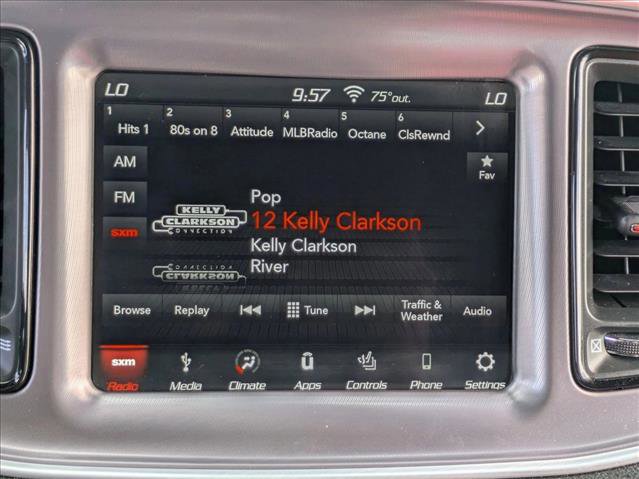 LO 9:57 75°out. LO
1 Hits 1 2 80s on 8 3 Attitude 4 MLBRadio 5 Octane 6 ClsRewnd
AM
Fav
FM
Pop
KELLY
CLARKSON
CONNECTION
12 Kelly Clarkson
sxm
Kelly Clarkson
River
Browse Replay Tune Traffic & Weather Audio
sxm
Radio Media Climate Apps Controls Phone Settings